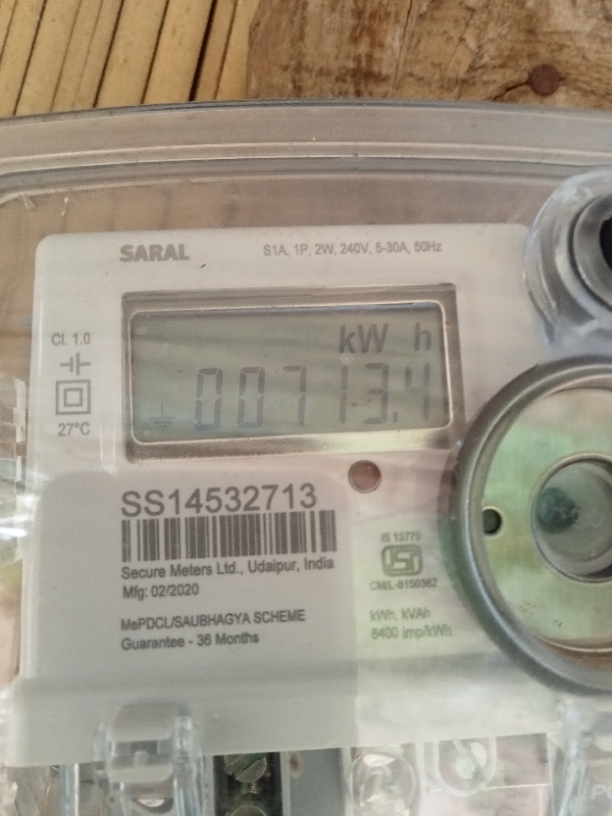 SARAL
S1A, 1P, 2W, 240V, 5-30A, 50Hz
Cl. 1.0
kW h
00713.4
27°C
SS14532713
Secure Meters Ltd., Udaipur, India
Mfg: 02/2020
MePDCL/SAUBHAGYA SCHEME
Guarantee - 36 Months
IS 13779
CM/L-8150362
kWh, kVAh
6400 imp/kWh